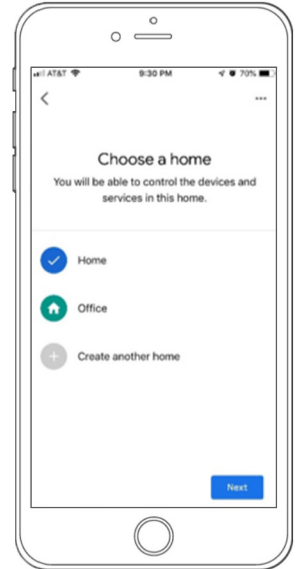 AT&T 9:30 PM 70%
Choose a home
You will be able to control the devices and
services in this home.
Home
Office
Create another home
Next